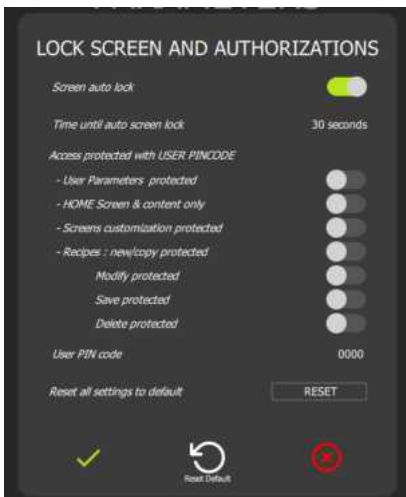 LOCK SCREEN AND AUTHORIZATIONS
Screen auto lock
Time until auto screen lock 30 seconds
Access protected with USER PINCODE
- User Parameters protected
- HOME Screen & content only
- Screens customization protected
- Recipes : new/copy protected
Modify protected
Save protected
Delete protected
User PIN code 0000
Reset all settings to default RESET
Reset Default